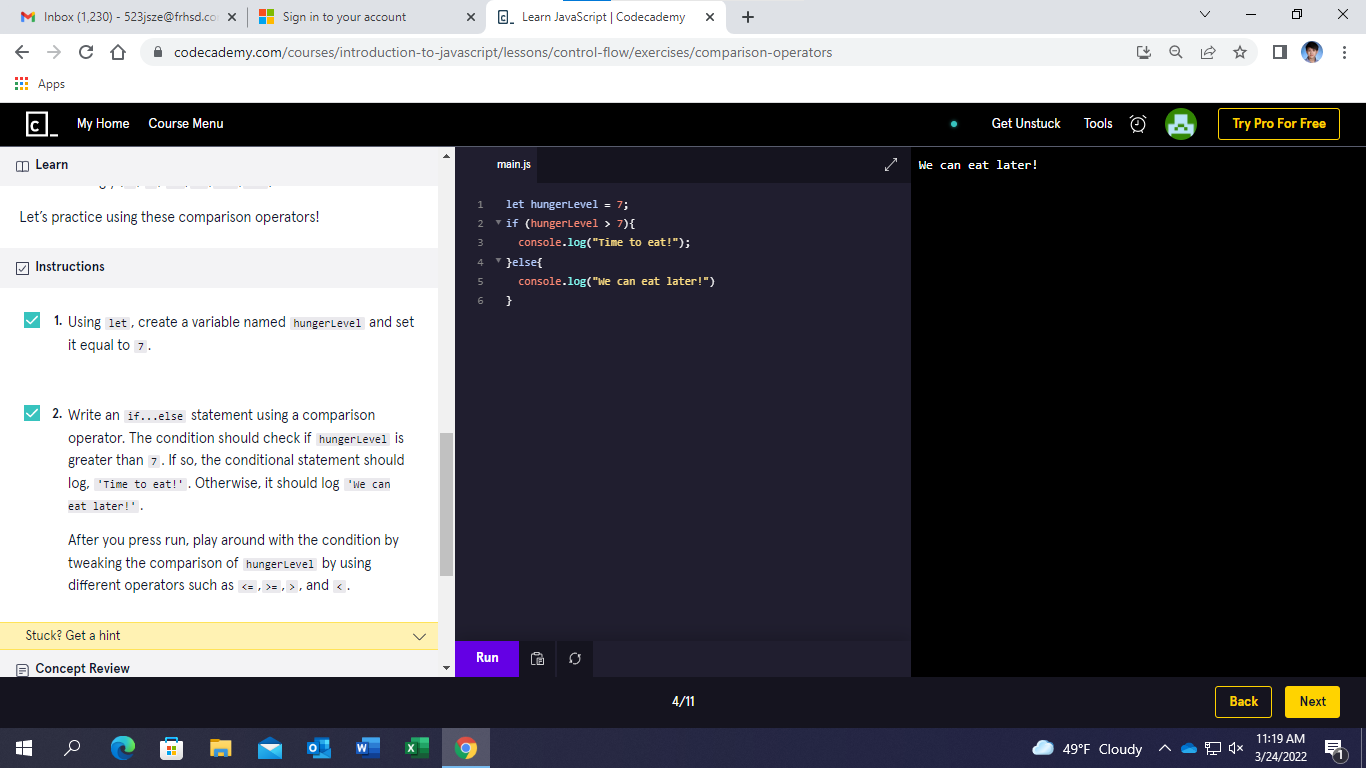 Inbox (1,230) - 523jsze@frhsd.co
Sign in to your account
Learn JavaScript | Codecademy
codecademy.com/courses/introduction-to-javascript/lessons/control-flow/exercises/comparison-operators
Apps
c_
My Home
Course Menu
Get Unstuck
Tools
Try Pro For Free
Learn
Let's practice using these comparison operators!
Instructions
1. Using let, create a variable named hungerLevel and set
it equal to 7.
2. Write an if...else statement using a comparison
operator. The condition should check if hungerLevel is
greater than 7. If so, the conditional statement should
log, 'Time to eat!'. Otherwise, it should log 'We can
eat later!'.
After you press run, play around with the condition by
tweaking the comparison of hungerLevel by using
different operators such as <=, >=, >, and <.
Stuck? Get a hint
Concept Review
main.js
1 let hungerLevel = 7;
2 if (hungerLevel > 7){
3 console.log("Time to eat!");
4 }else{
5 console.log("We can eat later!")
6 }
Run
We can eat later!
4/11
Back
Next
49°F Cloudy
11:19 AM
3/24/2022
1